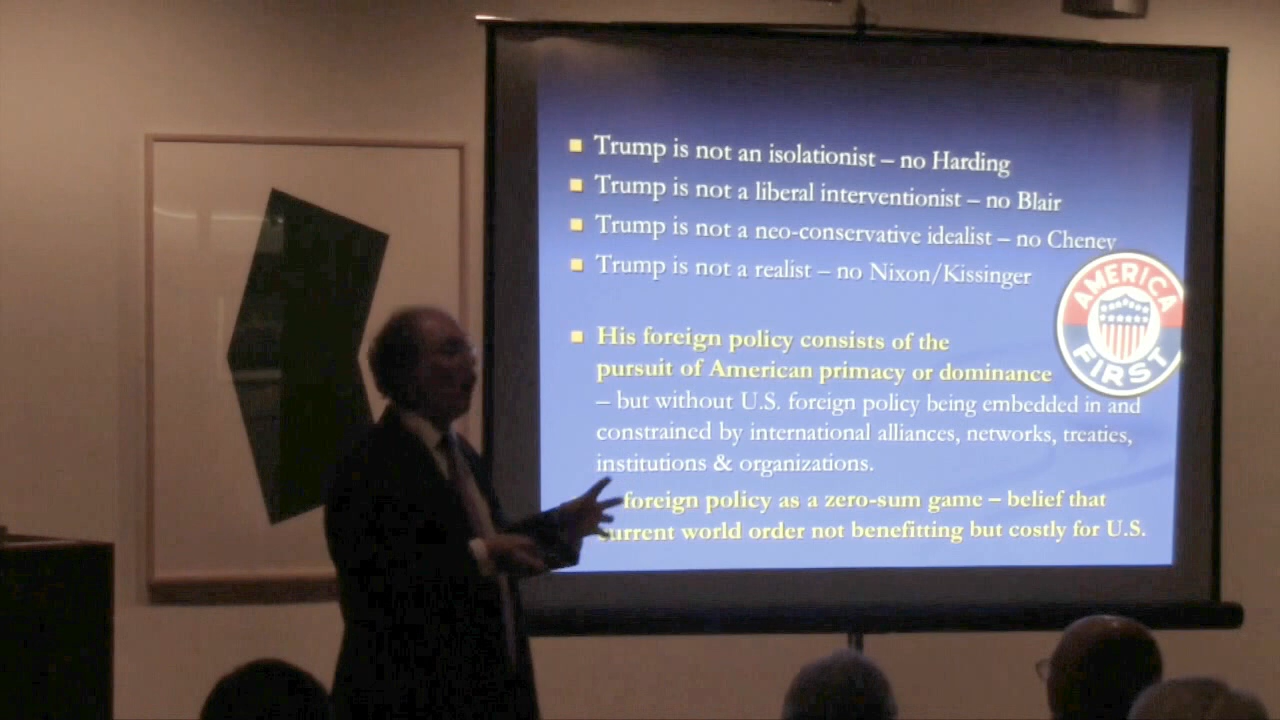 Trump is not an isolationist – no Harding
Trump is not a liberal interventionist – no Blair
Trump is not a neo-conservative idealist – no Cheney
Trump is not a realist – no Nixon/Kissinger
AMERICA
FIRST
His foreign policy consists of the
pursuit of American primacy or dominance
– but without U.S. foreign policy being embedded in and
constrained by international alliances, networks, treaties,
institutions & organizations.
foreign policy as a zero-sum game – belief that
current world order not benefitting but costly for U.S.